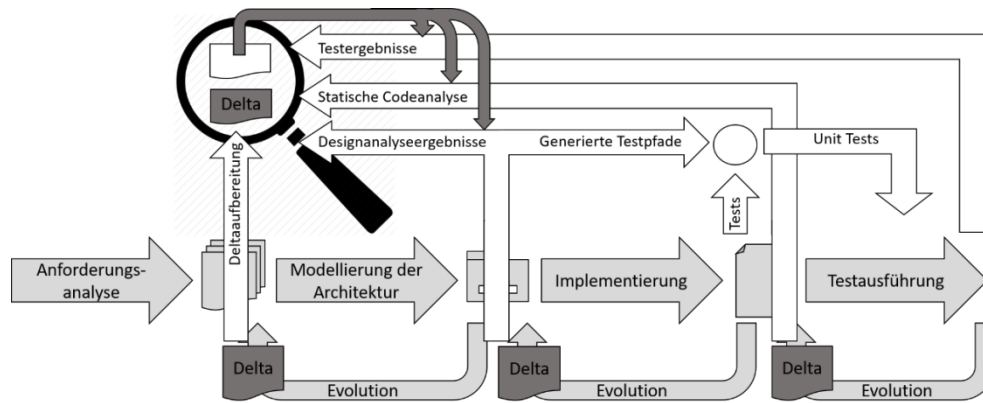 Testergebnisse
Delta
Statische Codeanalyse
Designanalyseergebnisse
Generierte Testpfade
Unit Tests
Deltaaufbereitung
Tests
Anforderungs-
analyse
Modellierung der
Architektur
Implementierung
Testausführung
Delta
Evolution
Delta
Evolution
Delta
Evolution